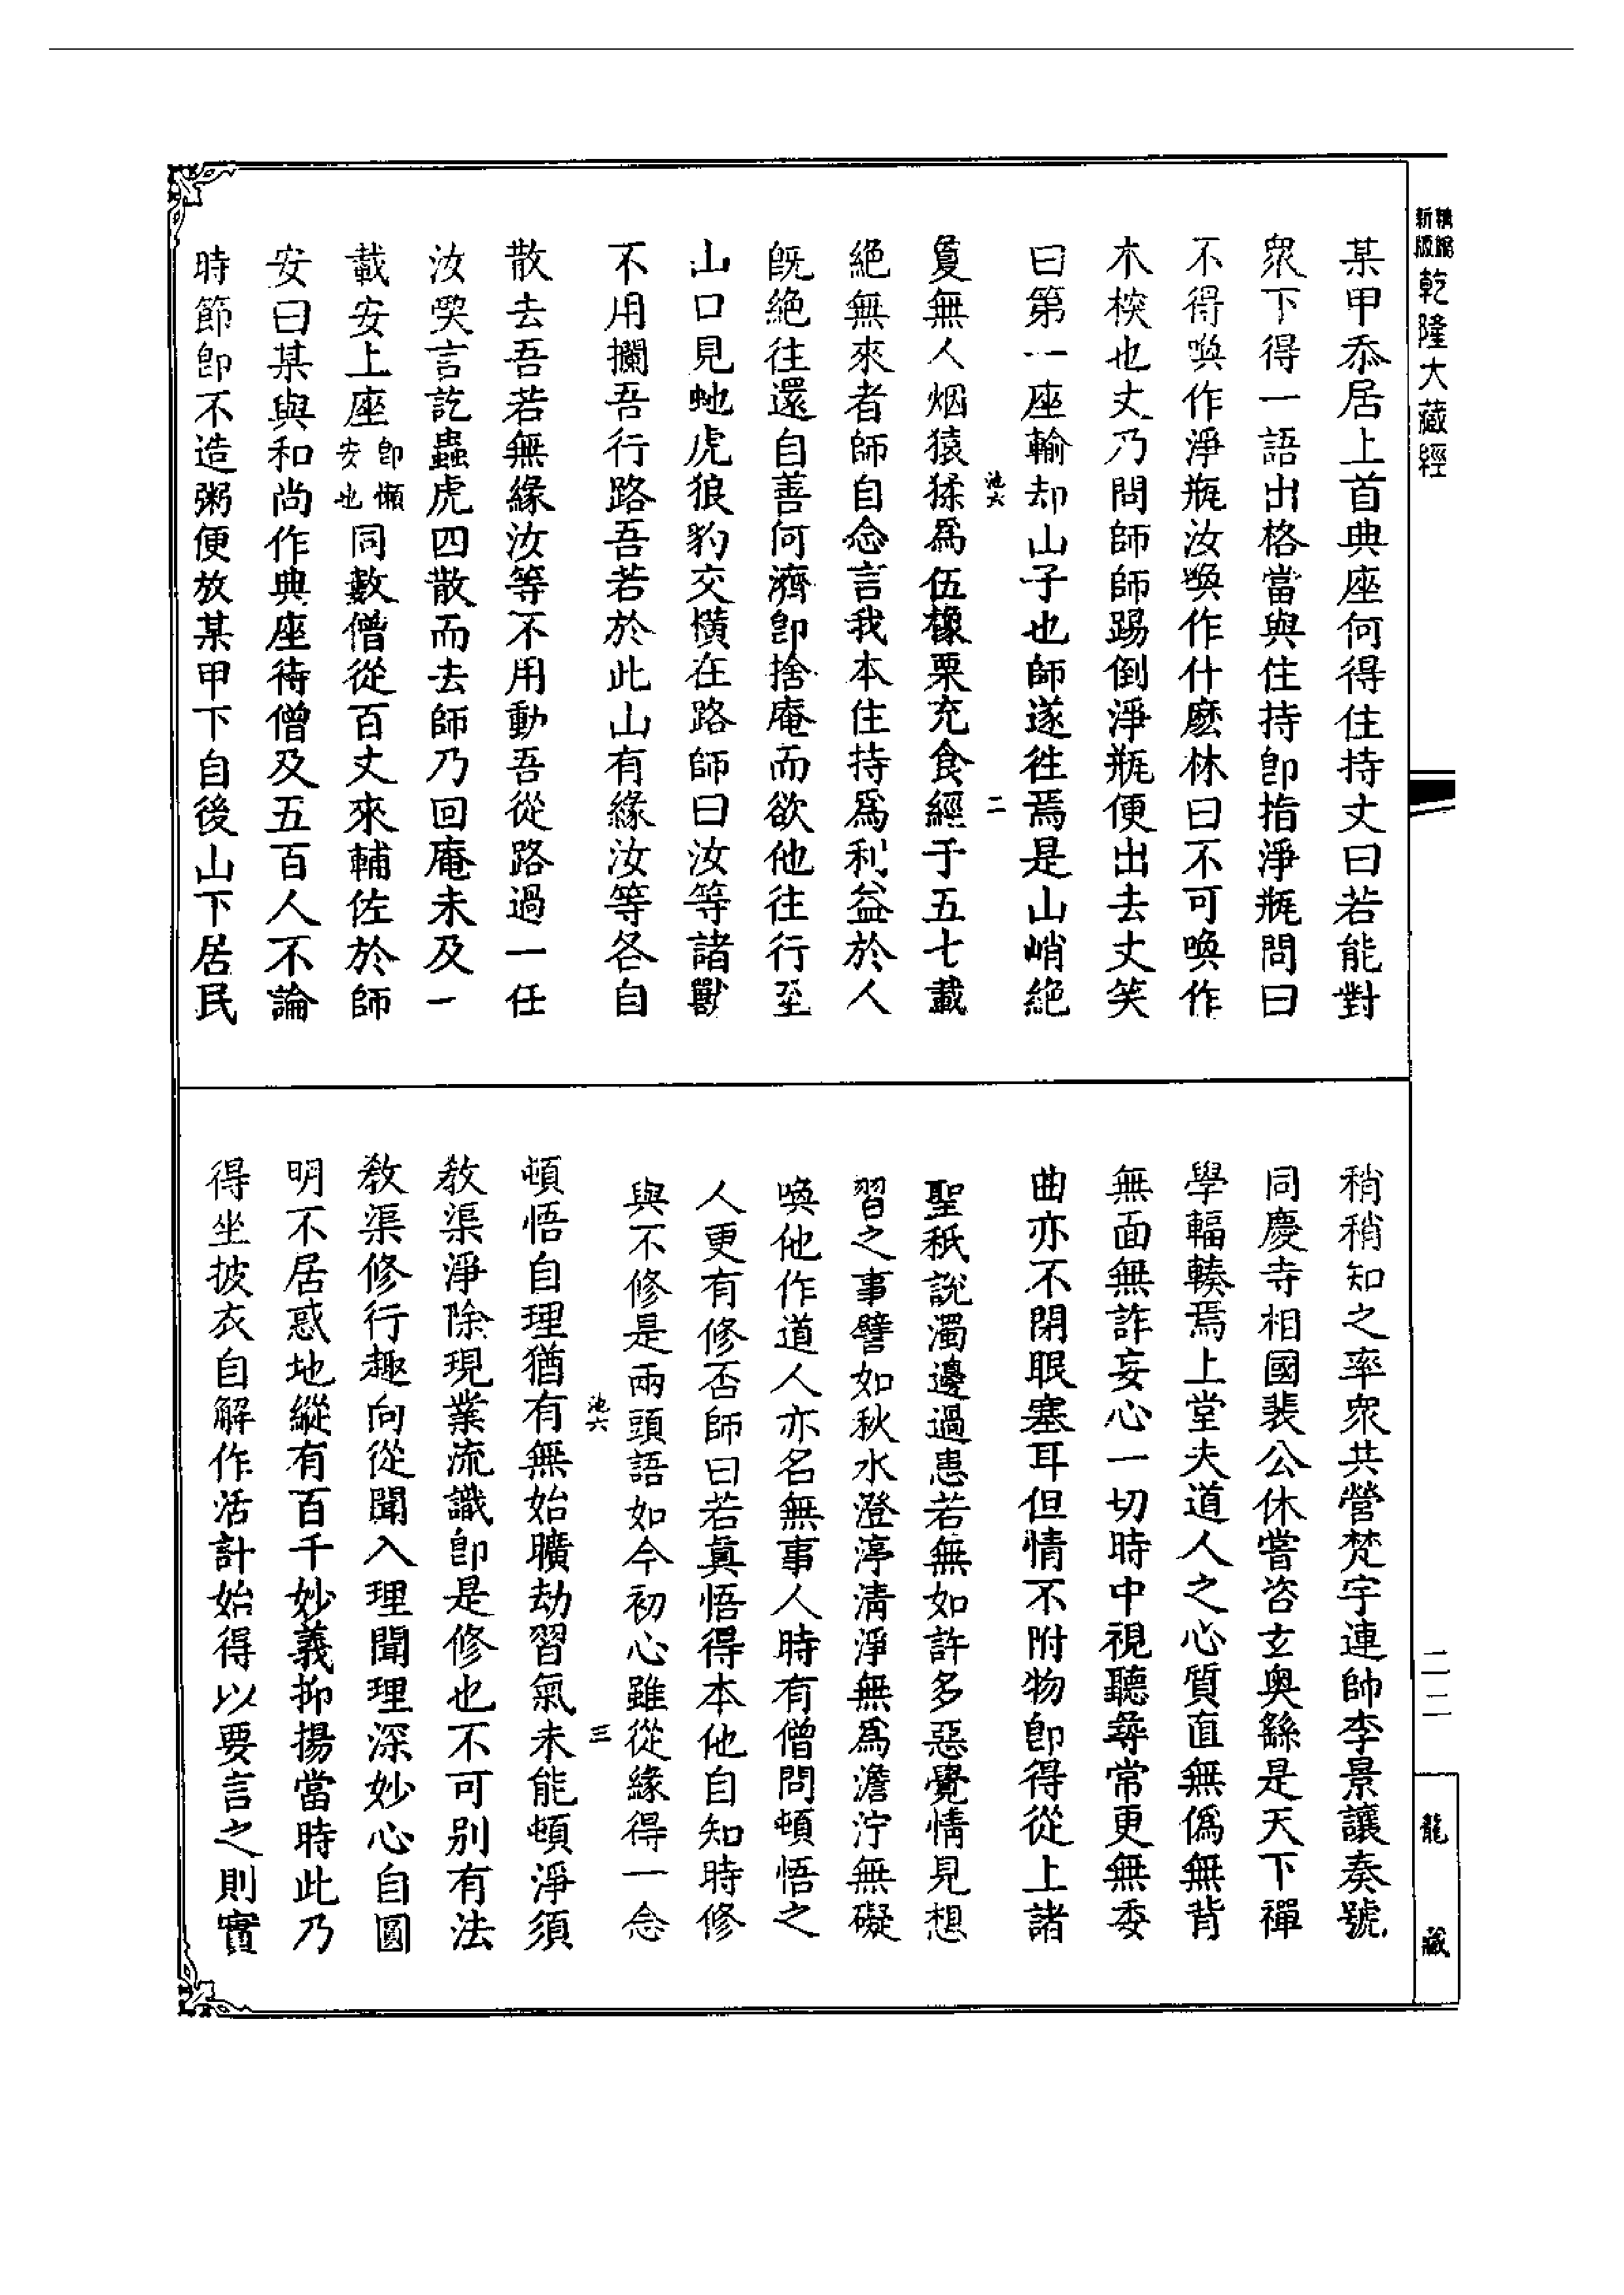 精縮新版乾隆大藏經
某甲忝居上首典座何得住持丈曰若能對
衆下得一語出格當與住持卽指淨瓶問曰
不得喚作淨瓶汝喚作什麽林曰不可喚作
木𣔻也丈乃問師師踢倒淨瓶便出去丈笑
曰第一座輸却山子也師遂往焉是山峭絶
池六
二
夐無人烟猿猱爲伍橡栗充食經于五七載
絶無來者師自念言我本住持爲利益於人
既絶往還自善何濟卽捨庵而欲他往行至
山口見虵虎狼豹交橫在路師曰汝等諸獸
不用攔吾行路吾若於此山有緣汝等各自
散去吾若無緣汝等不用動吾從路過一任
汝喫言訖蟲虎四散而去師乃回庵未及一
載安上座卽懶安也同數僧從百丈來輔佐於師
安曰某與和尚作典座待僧及五百人不論
時節卽不造粥便放某甲下自後山下居民
稍稍知之率衆共營梵宇連帥李景讓奏號
同慶寺相國裴公休嘗咨玄奧繇是天下禪
學輻輳焉上堂夫道人之心質直無僞無背
無面無詐妄心一切時中視聽尋常更無委
曲亦不閉眼塞耳但情不附物卽得從上諸
聖秖說濁邊過患若無如許多惡覺情見想
習之事譬如秋水澄渟淸淨無爲澹泞無礙
喚他作道人亦名無事人時有僧問頓悟之
人更有修否師曰若眞悟得本他自知時修
與不修是兩頭語如今初心雖從緣得一念
池六
三
頓悟自理猶有無始曠劫習氣未能頓淨須
敎渠淨除現業流識卽是修也不可別有法
敎渠修行趣向從聞入理聞理深妙心自圓
明不居惑地縱有百千妙義抑揚當時此乃
得坐披衣自解作活計始得以要言之則實
二二
龍藏